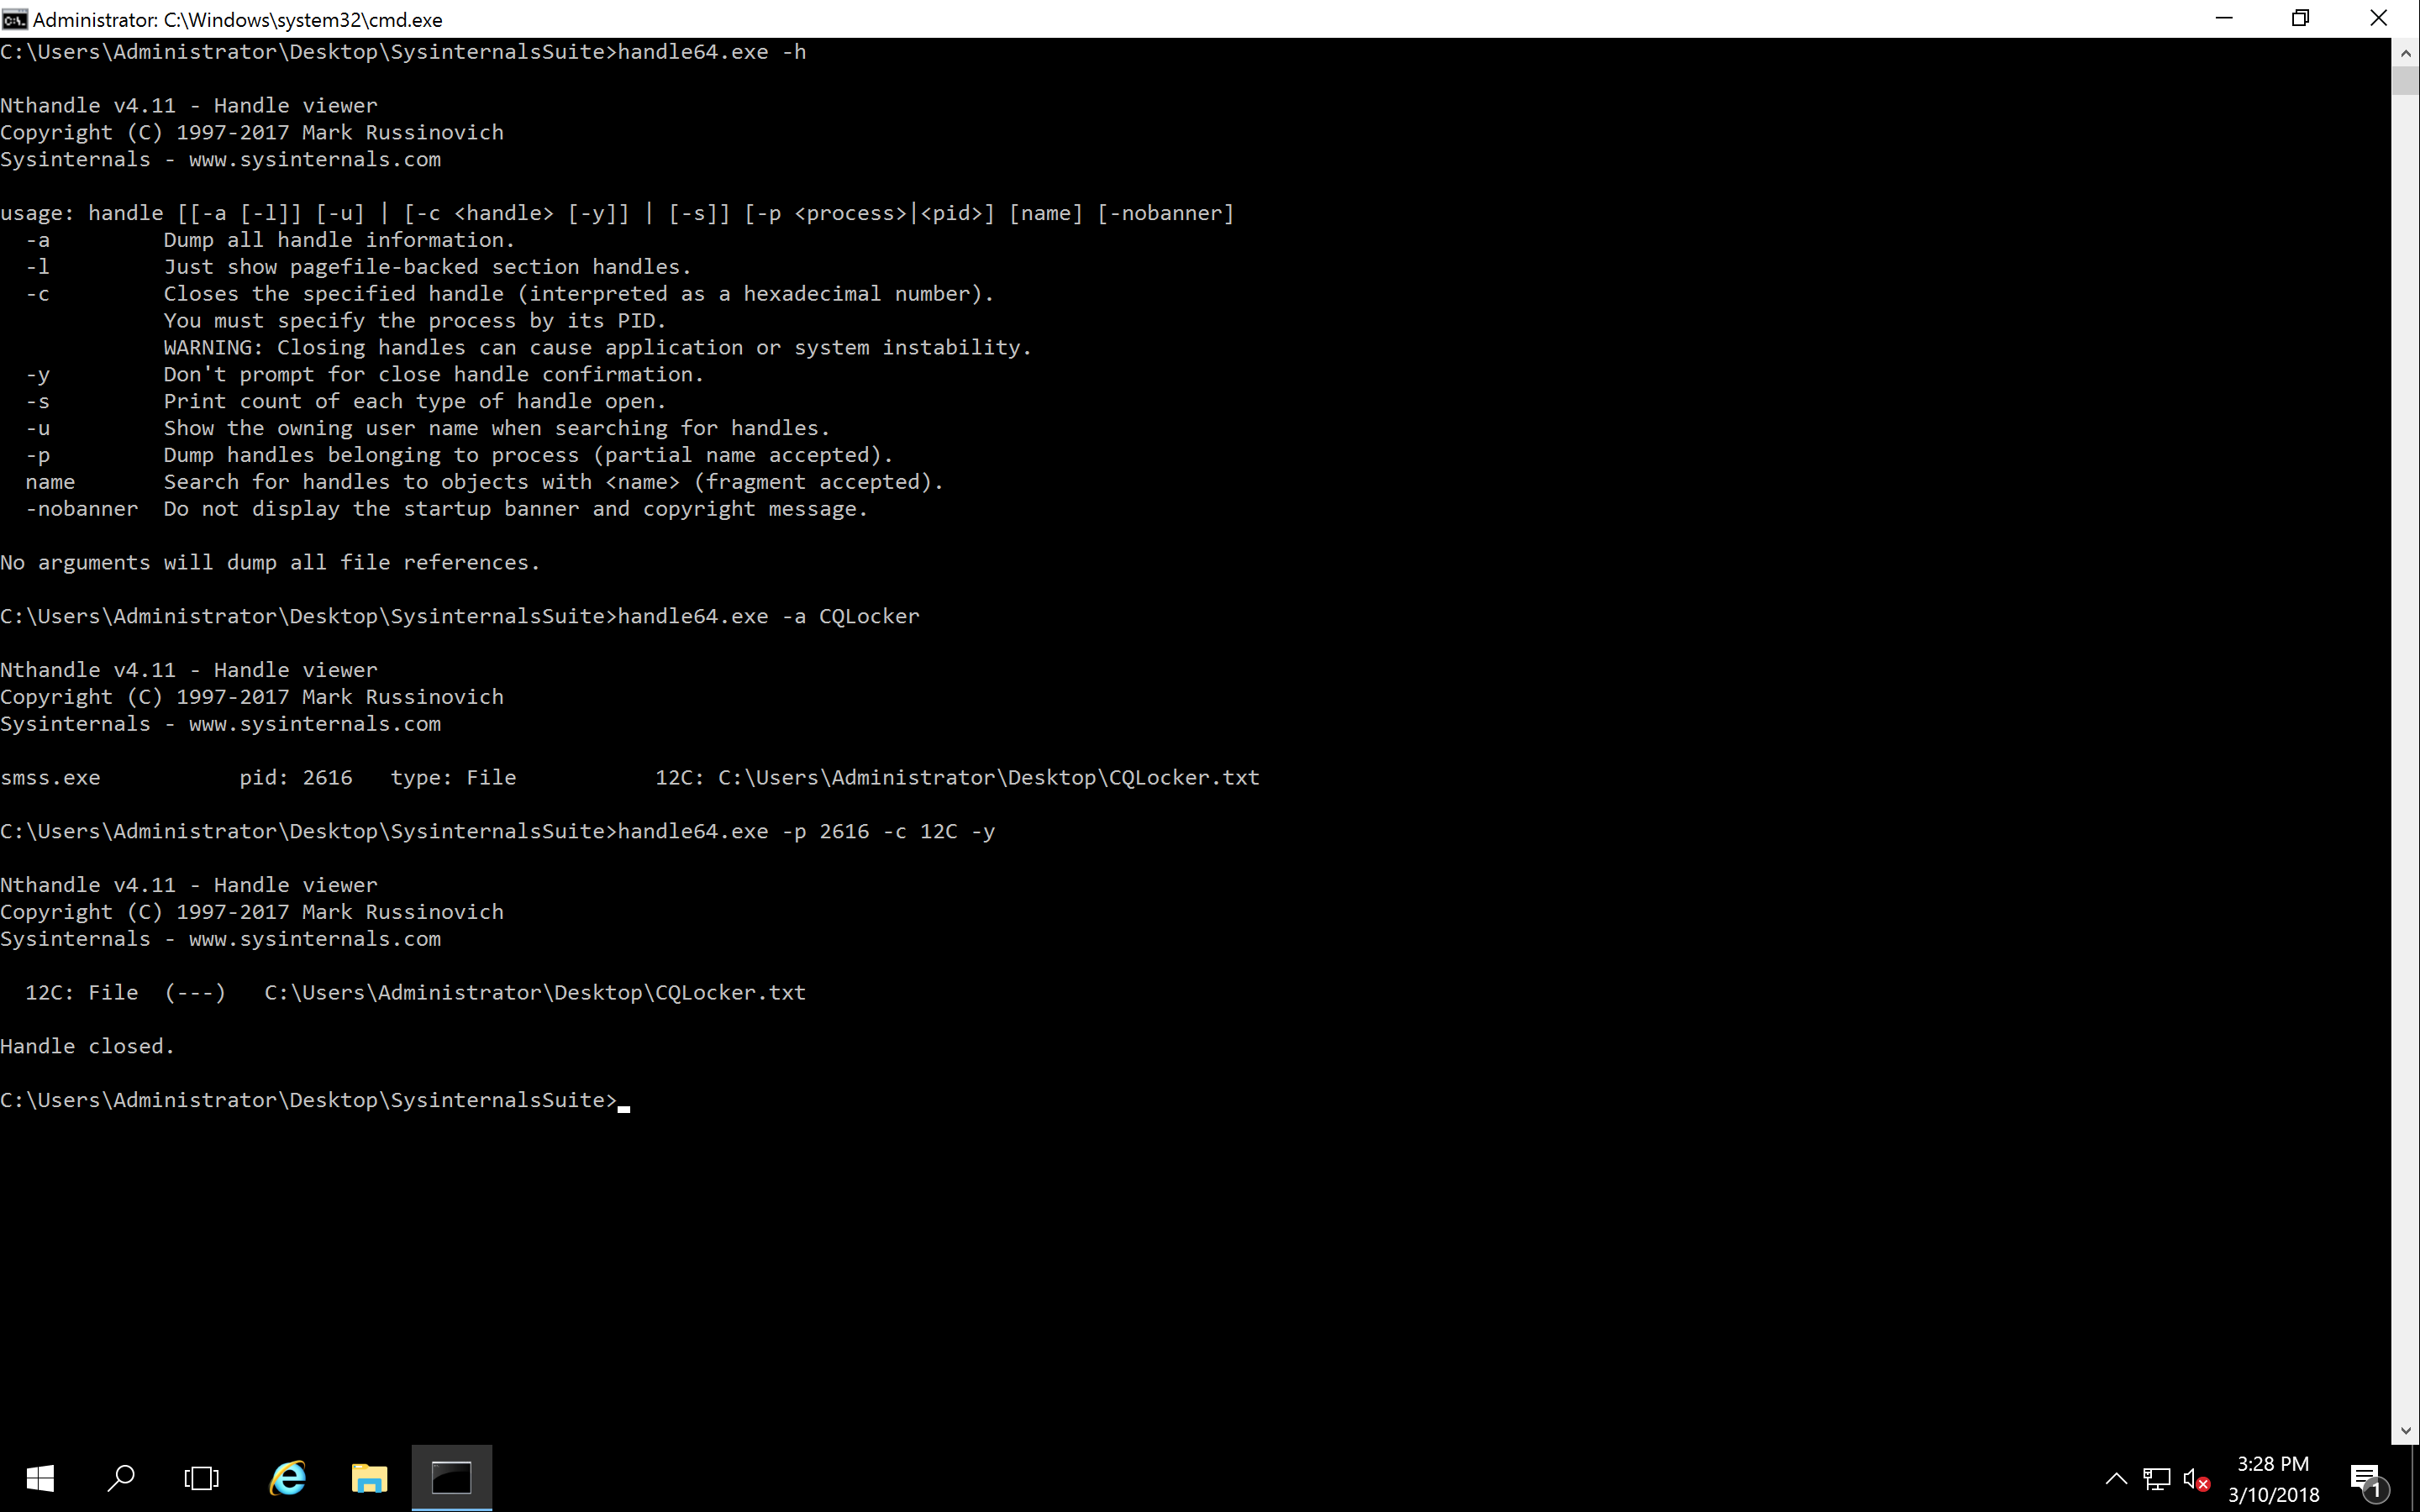 Administrator: C:\Windows\system32\cmd.exe
C:\Users\Administrator\Desktop\SysinternalsSuite>handle64.exe -h
Nthandle v4.11 - Handle viewer
Copyright (C) 1997-2017 Mark Russinovich
Sysinternals - www.sysinternals.com
usage: handle [[-a [-l]] [-u] | [-c <handle> [-y]] | [-s]] [-p <process>|<pid>] [name] [-nobanner]
  -a         Dump all handle information.
  -l         Just show pagefile-backed section handles.
  -c         Closes the specified handle (interpreted as a hexadecimal number).
             You must specify the process by its PID.
             WARNING: Closing handles can cause application or system instability.
  -y         Don't prompt for close handle confirmation.
  -s         Print count of each type of handle open.
  -u         Show the owning user name when searching for handles.
  -p         Dump handles belonging to process (partial name accepted).
  name       Search for handles to objects with <name> (fragment accepted).
  -nobanner  Do not display the startup banner and copyright message.
No arguments will dump all file references.
C:\Users\Administrator\Desktop\SysinternalsSuite>handle64.exe -a CQLocker
Nthandle v4.11 - Handle viewer
Copyright (C) 1997-2017 Mark Russinovich
Sysinternals - www.sysinternals.com
smss.exe           pid: 2616   type: File           12C: C:\Users\Administrator\Desktop\CQLocker.txt
C:\Users\Administrator\Desktop\SysinternalsSuite>handle64.exe -p 2616 -c 12C -y
Nthandle v4.11 - Handle viewer
Copyright (C) 1997-2017 Mark Russinovich
Sysinternals - www.sysinternals.com
  12C: File  (---)   C:\Users\Administrator\Desktop\CQLocker.txt
Handle closed.
C:\Users\Administrator\Desktop\SysinternalsSuite>
3:28 PM
3/10/2018
1